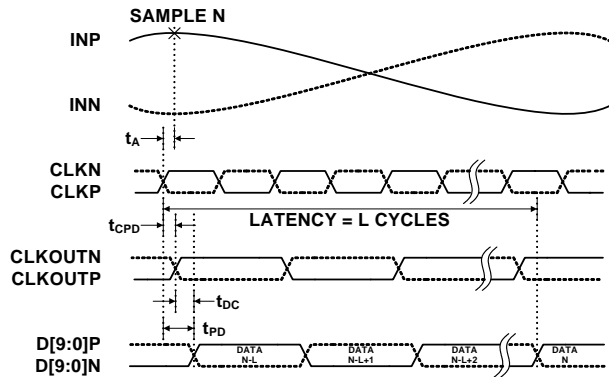 SAMPLE N
INP
INN
tA
CLKN
CLKP
LATENCY = L CYCLES
tCPD
CLKOUTN
CLKOUTP
tDC
tPD
D[9:0]P
D[9:0]N
DATA
N-L
DATA
N-L+1
DATA
N-L+2
DATA
N